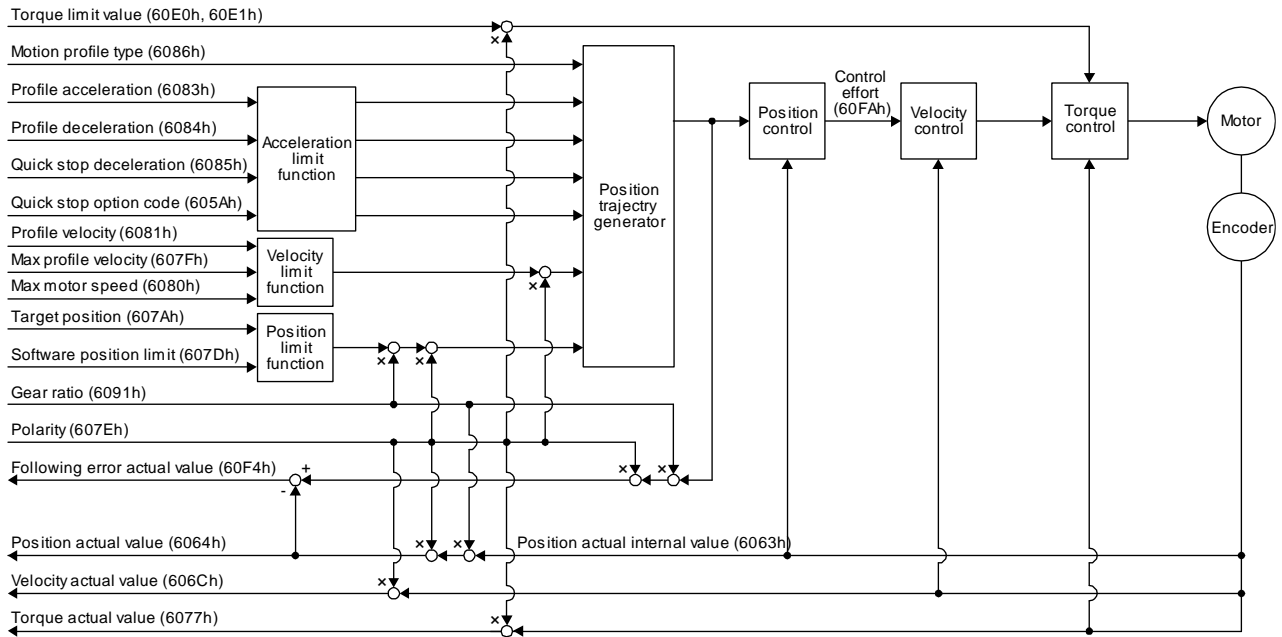 Torque limit value (60E0h, 60E1h)
×
Motion profile type (6086h)
Profile acceleration (6083h)
Profile deceleration (6084h)
Quick stop deceleration (6085h)
Quick stop option code (605Ah)
Acceleration
limit
function
Profile velocity (6081h)
Max profile velocity (607Fh)
Max motor speed (6080h)
Velocity
limit
function
×
Target position (607Ah)
Software position limit (607Dh)
Position
limit
function
×
×
Position
trajectry
generator
Position
control
Control
effort
(60FAh)
Velocity
control
Torque
control
Motor
Encoder
Gear ratio (6091h)
Polarity (607Eh)
Following error actual value (60F4h)
+
-
×
×
Position actual value (6064h)
×
×
Position actual internal value (6063h)
Velocity actual value (606Ch)
×
Torque actual value (6077h)
×